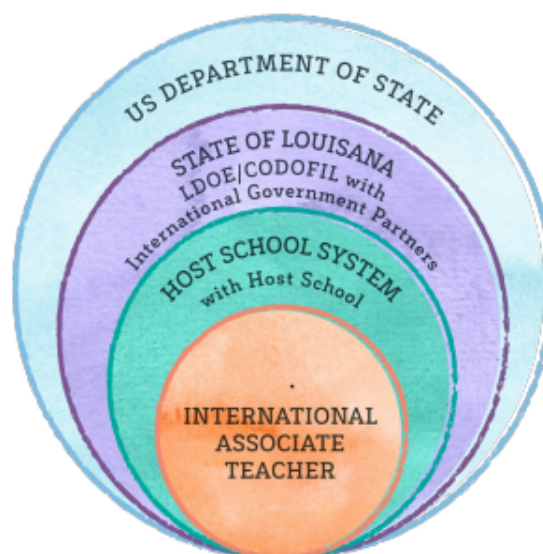 US DEPARTMENT OF STATE
STATE OF LOUISANA
LDOE/CODOFIL with
International Government Partners
HOST SCHOOL SYSTEM
with Host School
INTERNATIONAL
ASSOCIATE
TEACHER